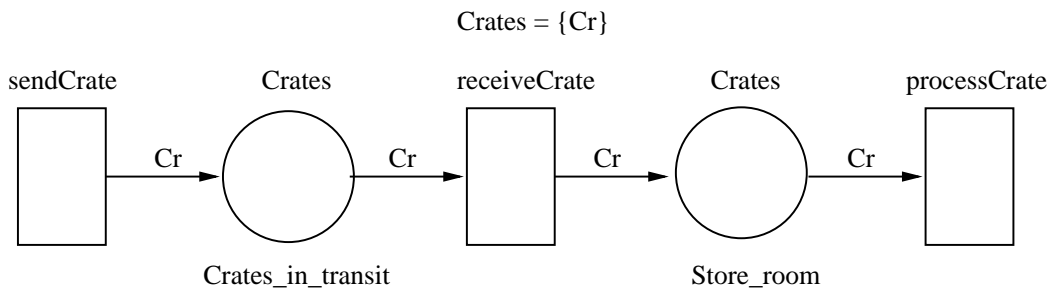 Crates = {Cr}
sendCrate
Crates
receiveCrate
Crates
processCrate
Cr
Cr
Cr
Cr
Crates_in_transit
Store_room